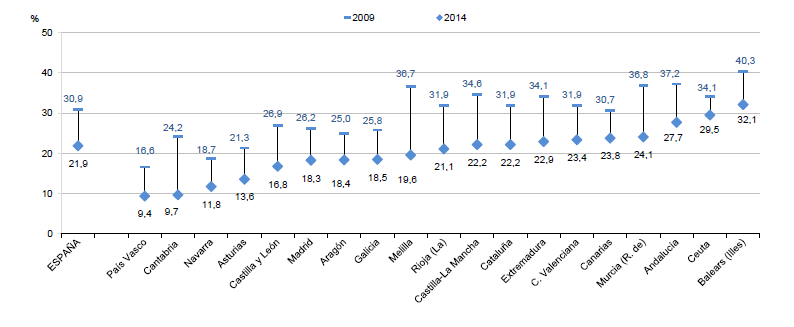 % 2009 2014
50
40
30
20
10
0
30,9 16,6 24,2 18,7 21,3 26,9 26,2 25,0 25,8 36,7 31,9 34,6 31,9 34,1 31,9 30,7 36,8 37,2 34,1 40,3
21,9 9,4 9,7 11,8 13,6 16,8 18,3 18,4 18,5 19,6 21,1 22,2 22,2 22,9 23,4 23,8 24,1 27,7 29,5 32,1
ESPAÑA
País Vasco
Cantabria
Navarra
Asturias
Castilla y León
Madrid
Aragón
Galicia
Melilla
Rioja (La)
Castilla-La Mancha
Cataluña
Extremadura
C. Valenciana
Canarias
Murcia (R. de)
Andalucía
Ceuta
Balears (Illes)